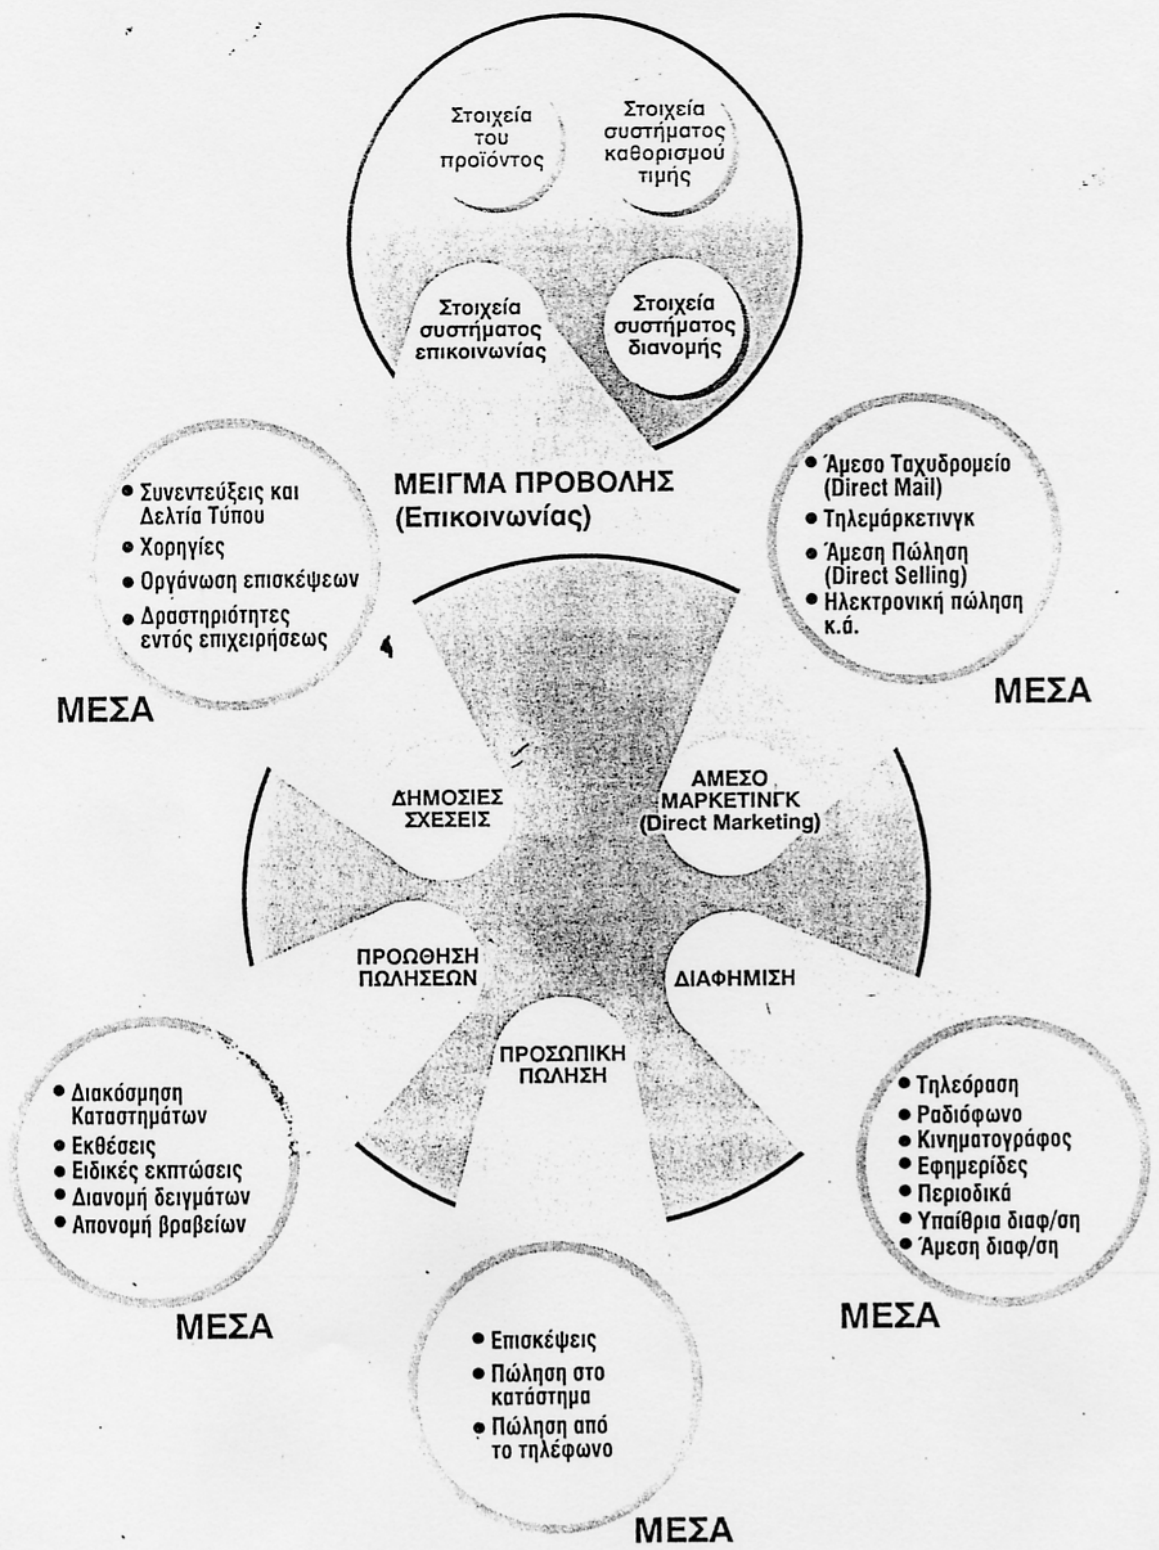 Στοιχεία
του
προϊόντος
Στοιχεία
συστήματος
καθορισμού
τιμής
Στοιχεία
συστήματος
επικοινωνίας
Στοιχεία
συστήματος
διανομής
ΜΕΙΓΜΑ ΠΡΟΒΟΛΗΣ
(Επικοινωνίας)
• Συνεντεύξεις και
Δελτία Τύπου
• Χορηγίες
• Οργάνωση επισκέψεων
• Δραστηριότητες
εντός επιχειρήσεως
ΜΕΣΑ
• Άμεσο Ταχυδρομείο
(Direct Mail)
• Τηλεμάρκετινγκ
• Άμεση Πώληση
(Direct Selling)
• Ηλεκτρονική πώληση
κ.ά.
ΜΕΣΑ
ΔΗΜΟΣΙΕΣ
ΣΧΕΣΕΙΣ
ΑΜΕΣΟ
ΜΑΡΚΕΤΙΝΓΚ
(Direct Marketing)
ΠΡΟΩΘΗΣΗ
ΠΩΛΗΣΕΩΝ
ΔΙΑΦΗΜΙΣΗ
ΠΡΟΣΩΠΙΚΗ
ΠΩΛΗΣΗ
• Διακόσμηση
Καταστημάτων
• Εκθέσεις
• Ειδικές εκπτώσεις
• Διανομή δειγμάτων
• Απονομή βραβείων
ΜΕΣΑ
• Τηλεόραση
• Ραδιόφωνο
• Κινηματογράφος
• Εφημερίδες
• Περιοδικά
• Υπαίθρια διαφ/ση
• Άμεση διαφ/ση
ΜΕΣΑ
• Επισκέψεις
• Πώληση στο
κατάστημα
• Πώληση από
το τηλέφωνο
ΜΕΣΑ